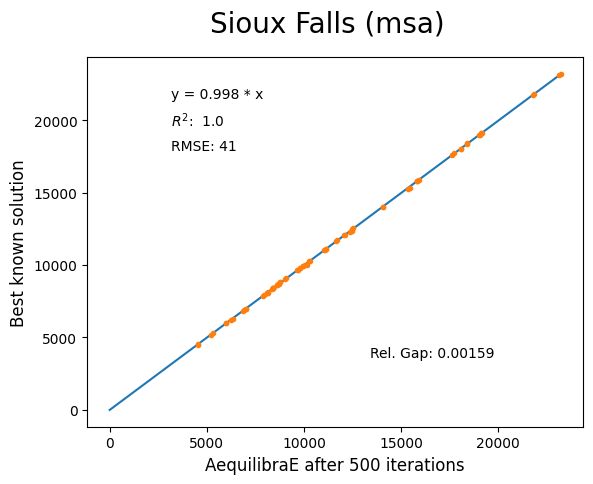 Sioux Falls (msa)
y = 0.998 * x
R²: 1.0
RMSE: 41
Rel. Gap: 0.00159
Best known solution
20000
15000
10000
5000
0
0 5000 10000 15000 20000
AequilibraE after 500 iterations